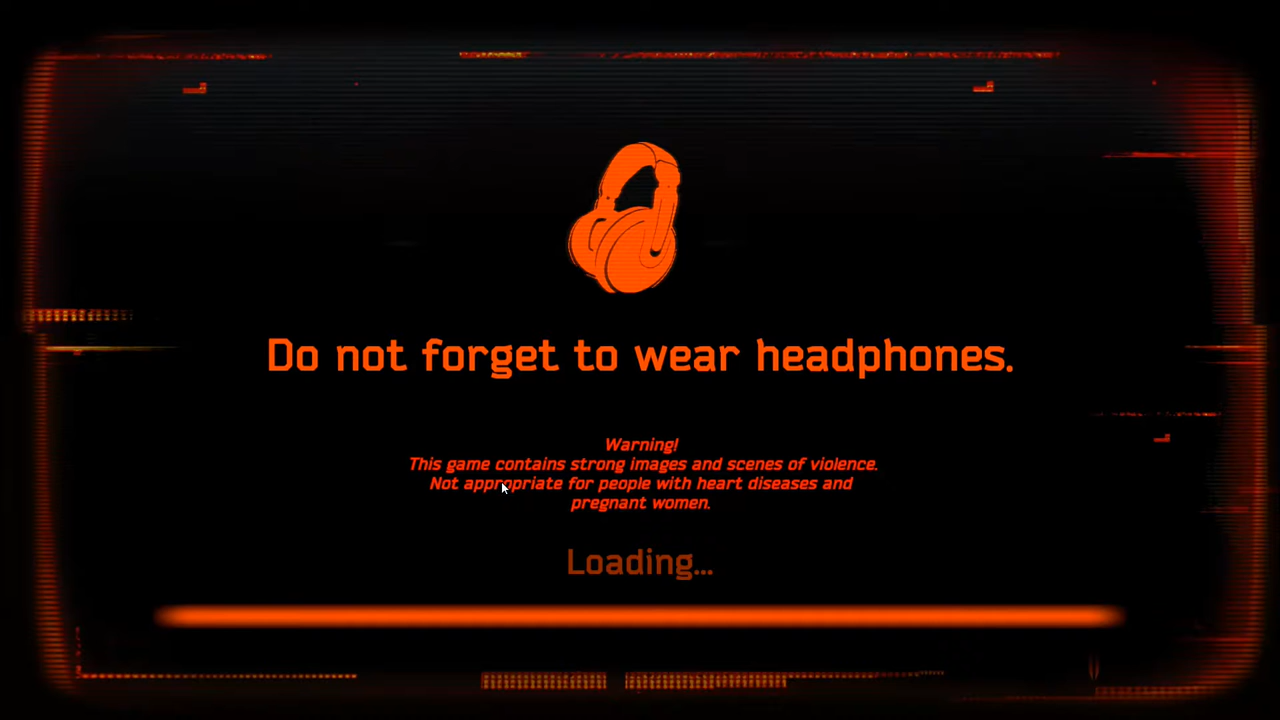 Do not forget to wear headphones.
Warning!
This game contains strong images and scenes of violence.
Not appropriate for people with heart diseases and
pregnant women.
Loading...